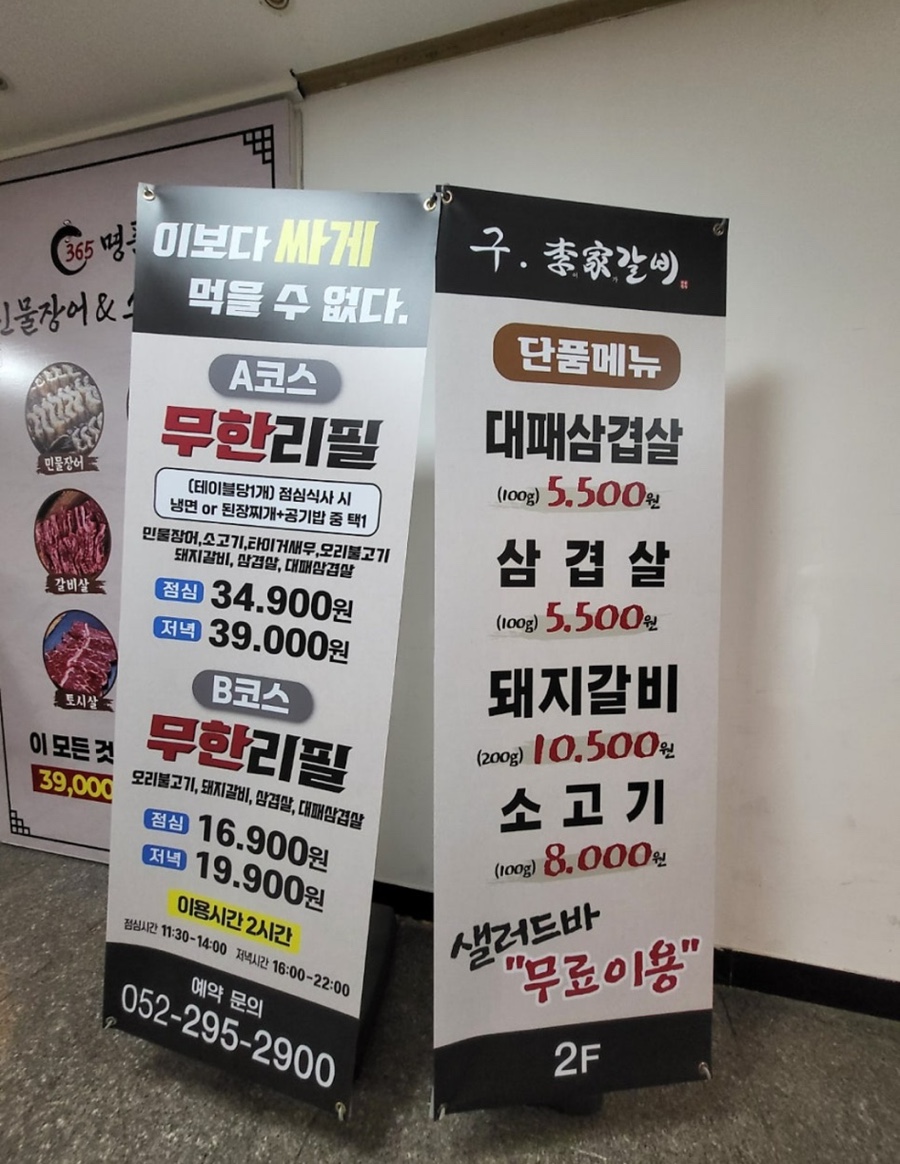 365
민물장어 &
민물장어
갈비살
토시살
이 모든 것
39,000
이보다 싸게
먹을 수 없다.
A코스
무한리필
(테이블당1개) 점심식사 시
냉면 or 된장찌개+공기밥 중 택1
민물장어,소고기,타이거새우,오리불고기
돼지갈비, 삼겹살, 대패삼겹살
점심 34.900원
저녁 39.000원
B코스
무한리필
오리불고기, 돼지갈비, 삼겹살, 대패삼겹살
점심 16.900원
저녁 19.900원
이용시간 2시간
점심시간 11:30-14:00 저녁시간 16:00-22:00
예약 문의
052-295-2900
구. 李家갈비
단품메뉴
대패삼겹살
(100g) 5.500원
삼겹살
(100g) 5.500원
돼지갈비
(200g) 10.500원
소고기
(100g) 8.000원
샐러드바
"무료이용"
2F